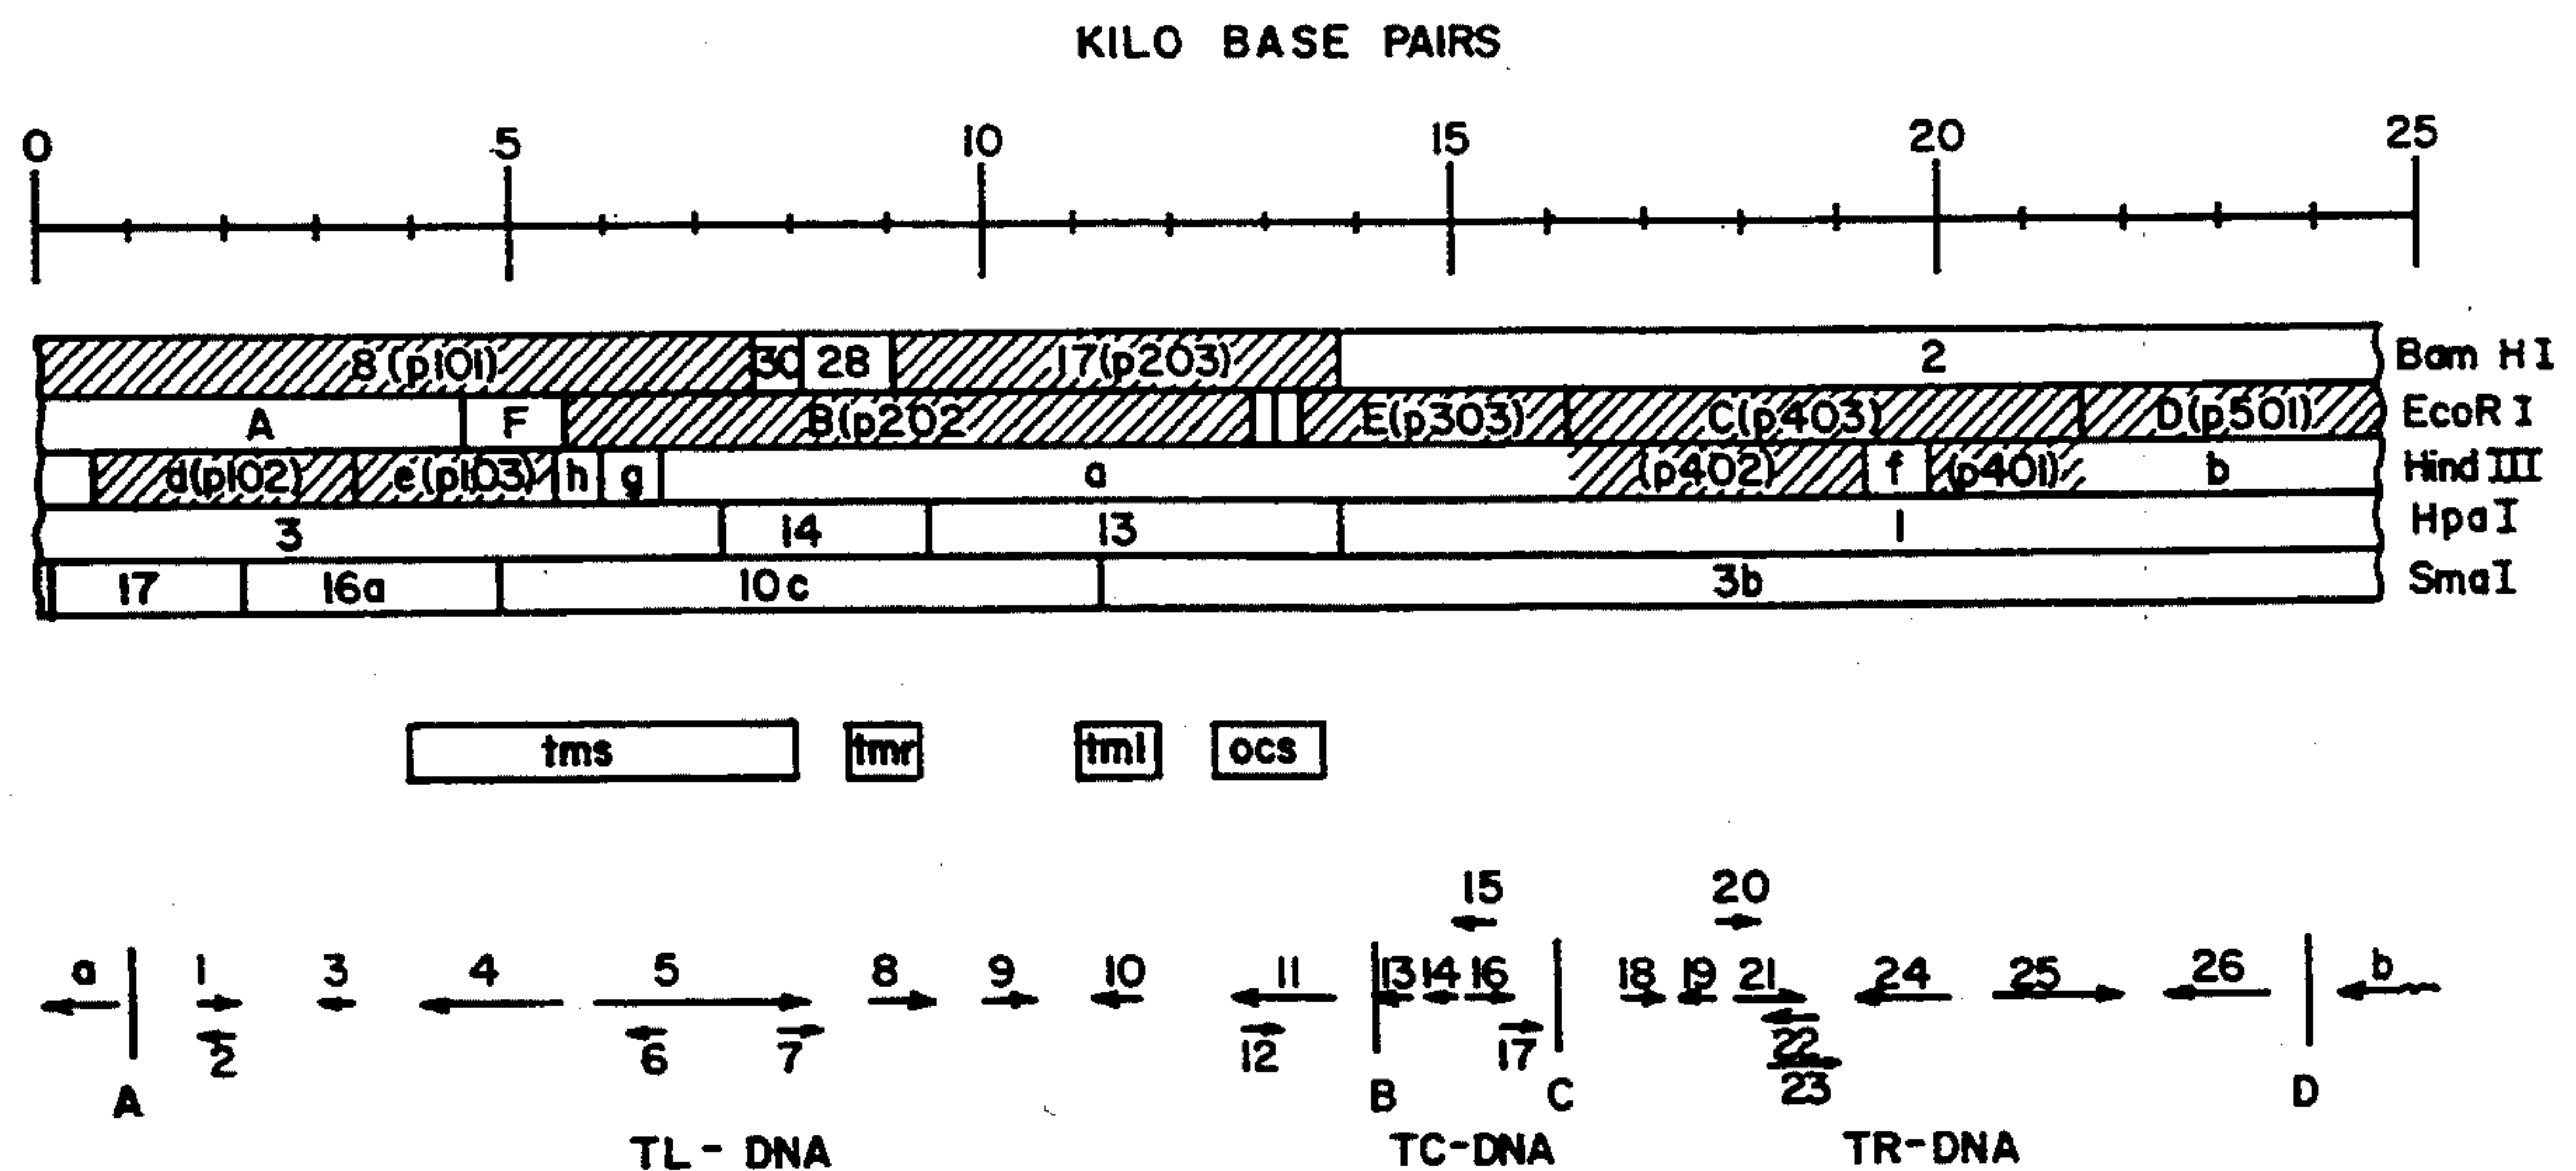 KILO BASE PAIRS
0 5 10 15 20 25
8(p101) 30 28 17(p203) 2 Bam HI
A F B(p202 E(p303) C(p403) D(p501) EcoR I
d(p102) e(p103) h g a (p402) f (p401) b Hind III
3 14 13 1 HpaI
17 16a 10c 3b SmaI
tms tmr tml ocs
15 20
a 1 3 4 5 8 9 10 11 13 14 16 18 19 21 24 25 26 b
2 6 7 12 17 22
23
A B C D
TL-DNA TC-DNA TR-DNA